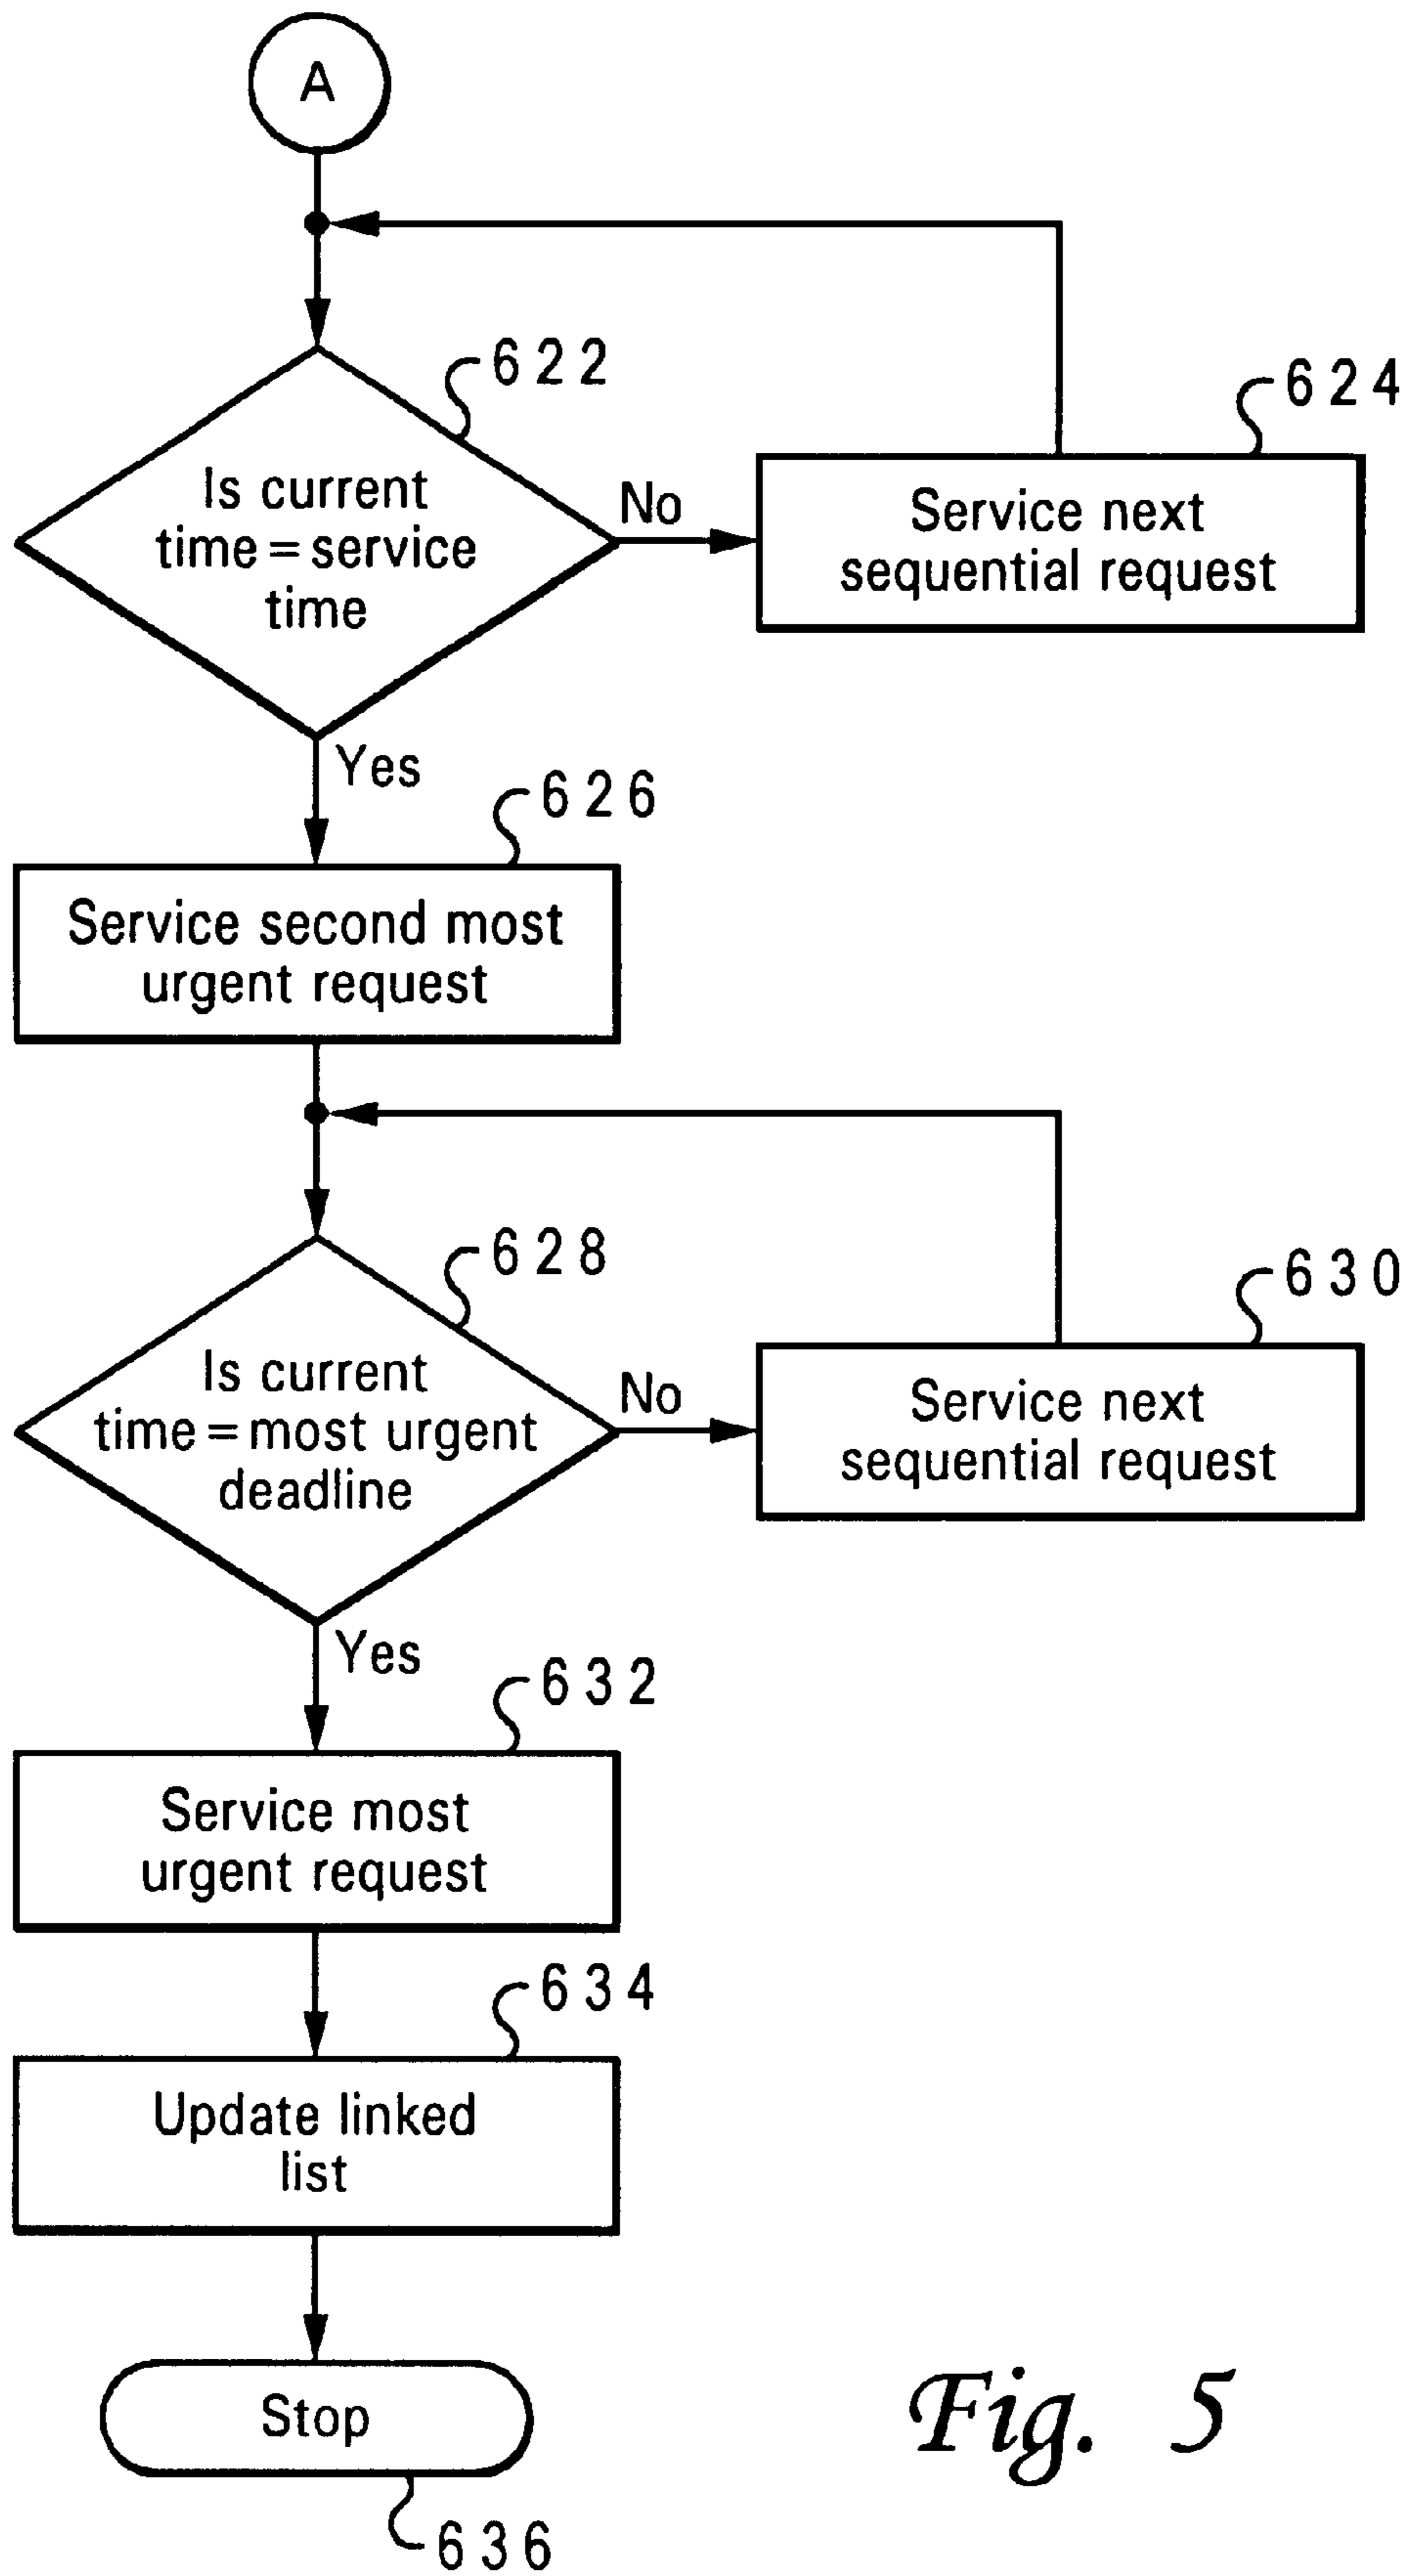 A
622
Is current
time = service
time
No
624
Service next
sequential request
Yes
626
Service second most
urgent request
628
Is current
time = most urgent
deadline
No
630
Service next
sequential request
Yes
632
Service most
urgent request
634
Update linked
list
Stop
636
Fig. 5